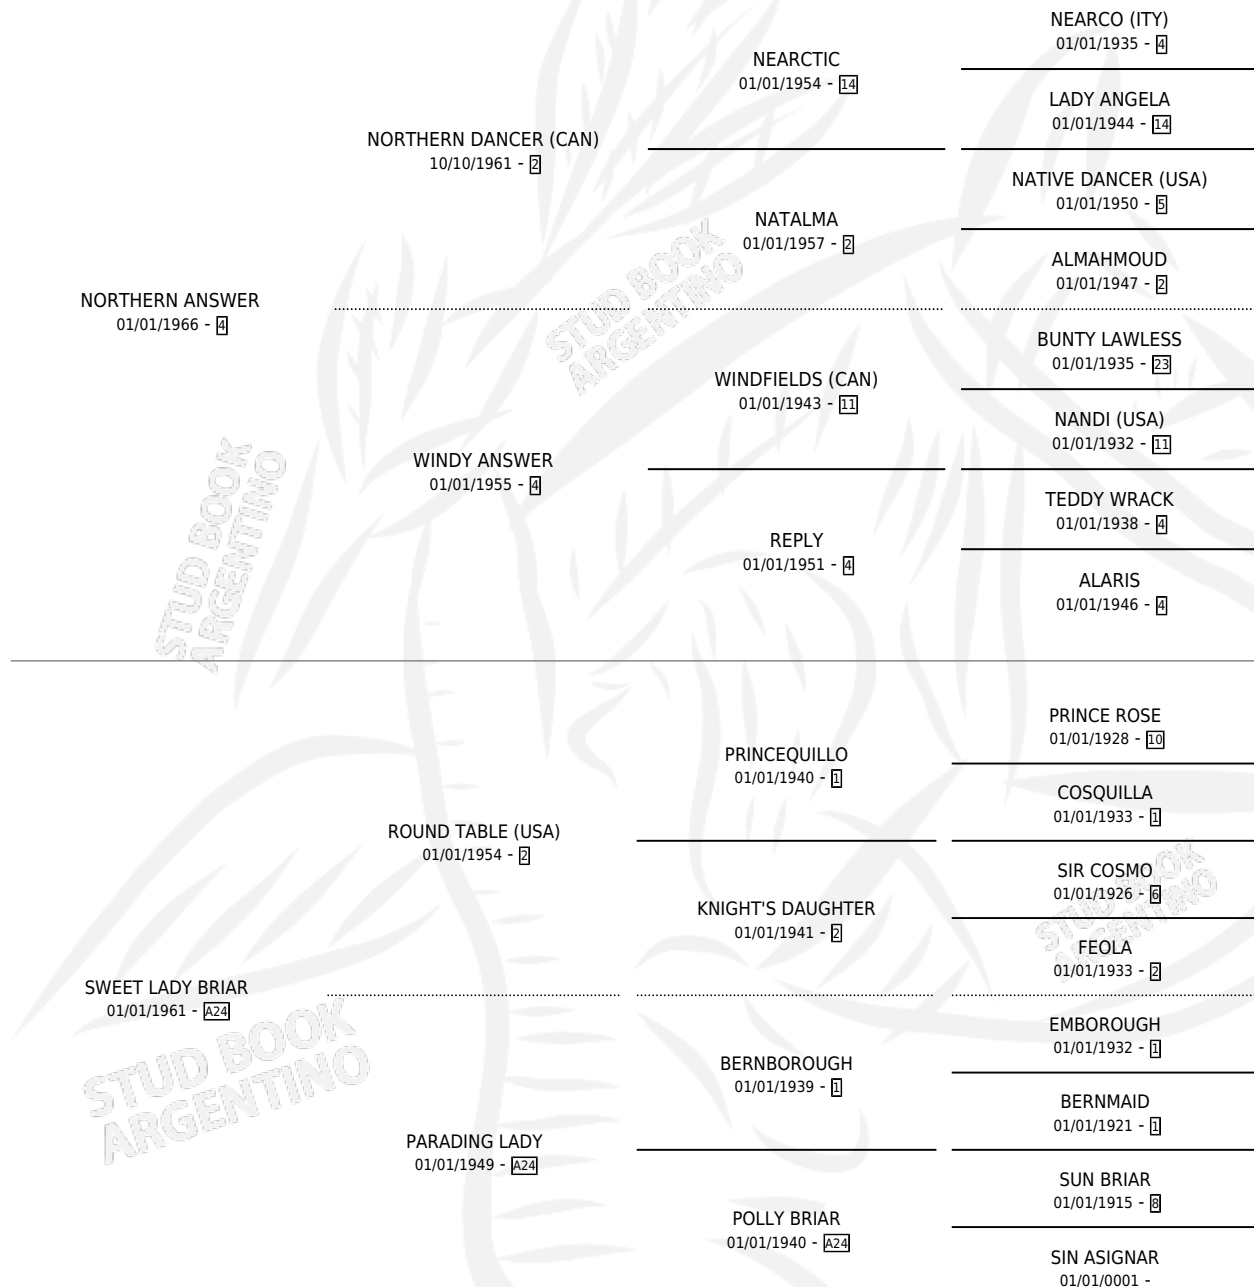 NEARCO (ITY)
01/01/1935 - 4
NEARCTIC
01/01/1954 - 14
LADY ANGELA
01/01/1944 - 14
NORTHERN DANCER (CAN)
10/10/1961 - 2
NATIVE DANCER (USA)
01/01/1950 - 5
NATALMA
01/01/1957 - 2
ALMAHMOUD
01/01/1947 - 2
NORTHERN ANSWER
01/01/1966 - 4
BUNTY LAWLESS
01/01/1935 - 23
WINDFIELDS (CAN)
01/01/1943 - 11
NANDI (USA)
01/01/1932 - 11
WINDY ANSWER
01/01/1955 - 4
TEDDY WRACK
01/01/1938 - 4
REPLY
01/01/1951 - 4
ALARIS
01/01/1946 - 4
STUD BOOK
ARGENTINO
STUD BOOK
ARGENTINO
PRINCE ROSE
01/01/1928 - 10
PRINCEQUILLO
01/01/1940 - 1
COSQUILLA
01/01/1933 - 1
ROUND TABLE (USA)
01/01/1954 - 2
SIR COSMO
01/01/1926 - 6
KNIGHT'S DAUGHTER
01/01/1941 - 2
FEOLA
01/01/1933 - 2
SWEET LADY BRIAR
01/01/1961 - A24
EMBOROUGH
01/01/1932 - 1
BERNBOROUGH
01/01/1939 - 1
BERNMAID
01/01/1921 - 1
PARADING LADY
01/01/1949 - A24
SUN BRIAR
01/01/1915 - 8
POLLY BRIAR
01/01/1940 - A24
SIN ASIGNAR
01/01/0001 -
STUD BOOK
ARGENTINO
STUD BOOK
ARGENTINO